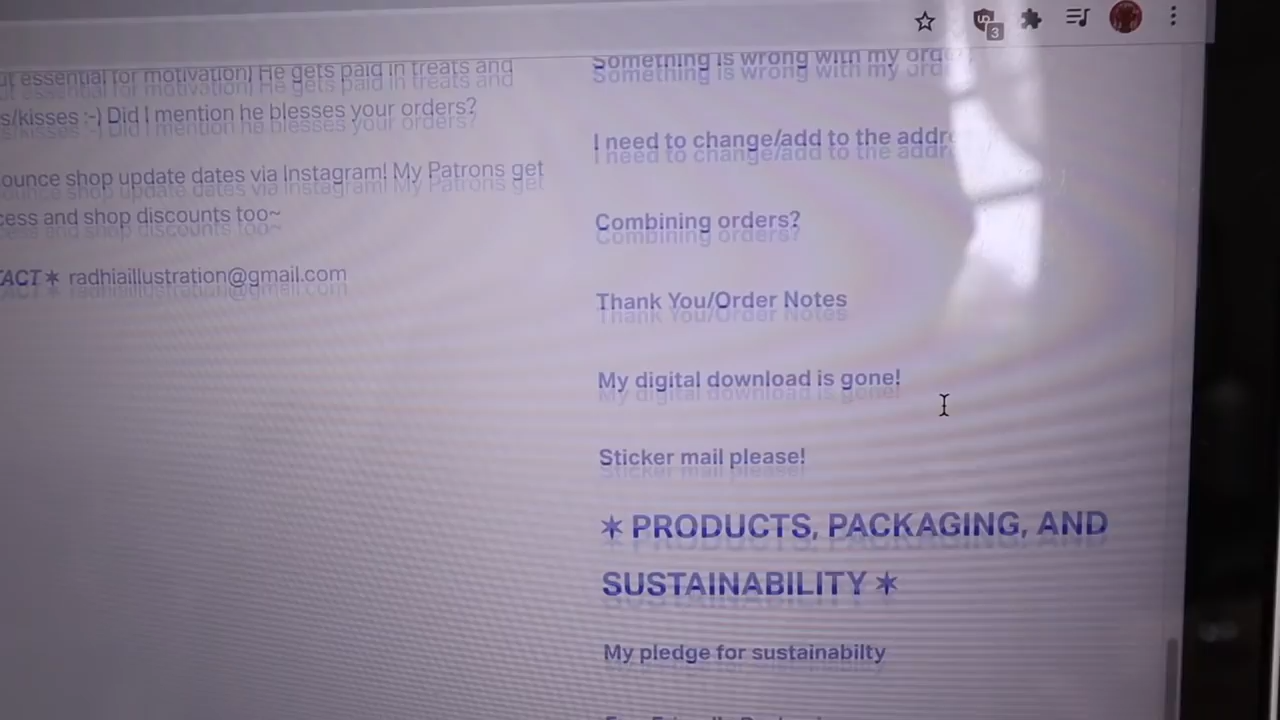 essential for motivation) He gets paid in treats and
s/kisses :-) Did I mention he blesses your orders?
ounce shop update dates via Instagram! My Patrons get
cess and shop discounts too~
TACT✶ radhiaillustration@gmail.com
Something is wrong with my ord
I need to change/add to the addr
Combining orders?
Thank You/Order Notes
My digital download is gone!
Sticker mail please!
✶ PRODUCTS, PACKAGING, AND
SUSTAINABILITY ✶
My pledge for sustainabilty
3